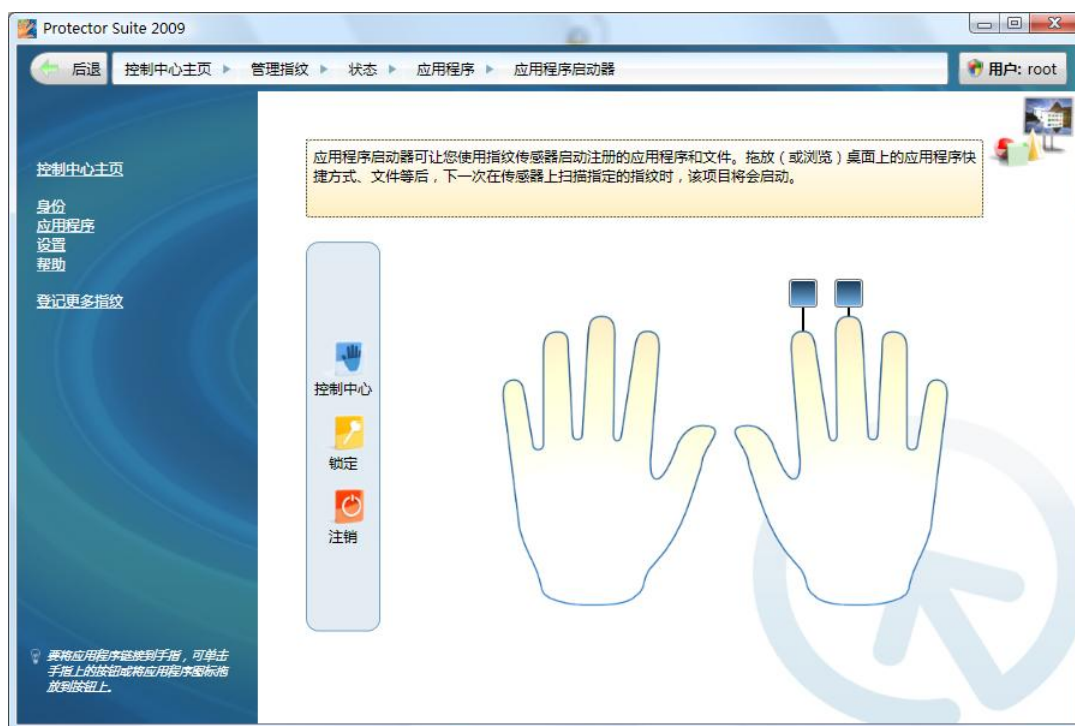 Protector Suite 2009
后退
控制中心主页 管理指纹 状态 应用程序 应用程序启动器
用户: root
控制中心主页
身份
应用程序
设置
帮助
登记更多指纹
要将应用程序链接到手指，可单击
手指上的按钮或将应用程序图标拖
放到按钮上。
应用程序启动器可让您使用指纹传感器启动注册的应用程序和文件。拖放（或浏览）桌面上的应用程序快
捷方式、文件等后，下一次在传感器上扫描指定的指纹时，该项目将会启动。
控制中心
锁定
注销